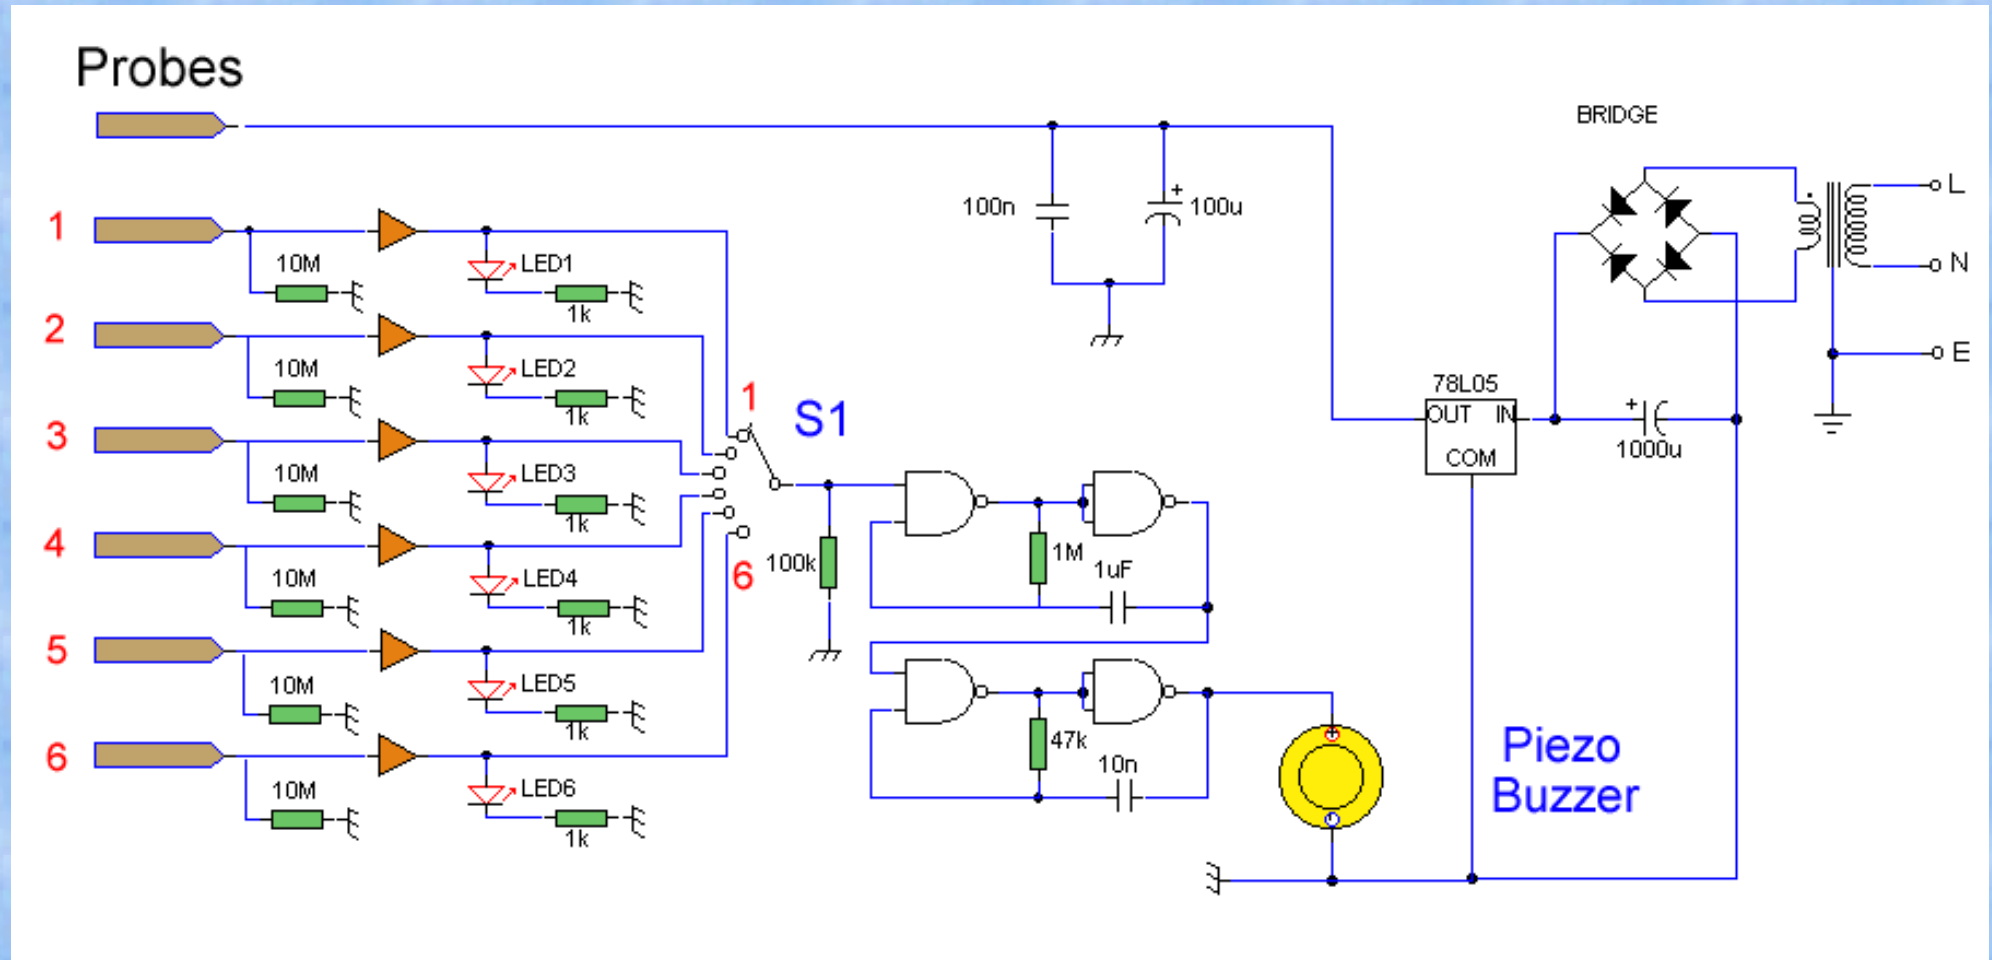 Probes
BRIDGE
L
N
E
100n
+
100u
1
10M
LED1
1k
2
10M
LED2
1k
3
10M
LED3
1k
4
10M
LED4
1k
5
10M
LED5
1k
6
10M
LED6
1k
1
S1
6
100k
1M
1uF
47k
10n
78L05
OUT IN
COM
+
1000u
+
Piezo
Buzzer